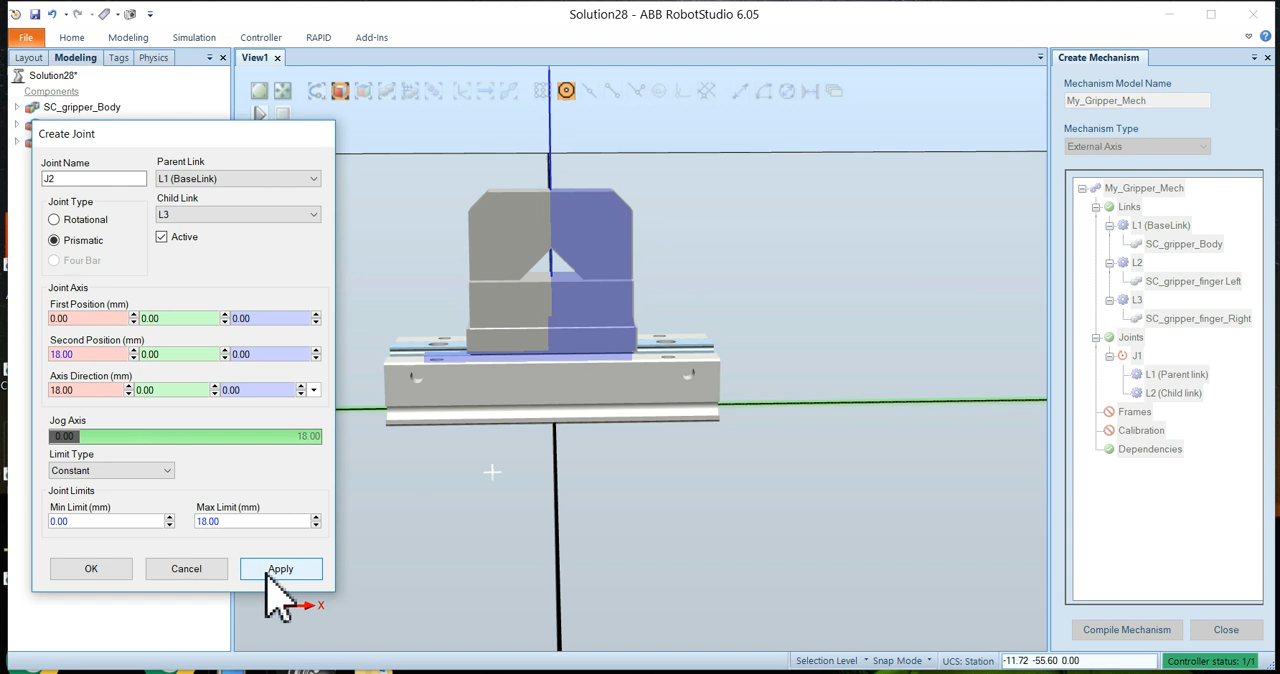 Solution28 - ABB RobotStudio 6.05
File Home Modeling Simulation Controller RAPID Add-Ins
Layout Modeling Tags Physics
Solution28*
Components
SC_gripper_Body
View1
Create Joint
Joint Name
J2
Parent Link
L1 (BaseLink)
Joint Type
Rotational
Prismatic
Four Bar
Child Link
L3
Active
Joint Axis
First Position (mm)
0.00 0.00 0.00
Second Position (mm)
18.00 0.00 0.00
Axis Direction (mm)
18.00 0.00 0.00
Jog Axis
0.00 18.00
Limit Type
Constant
Joint Limits
Min Limit (mm) Max Limit (mm)
0.00 18.00
OK Cancel Apply
X
Create Mechanism
Mechanism Model Name
My_Gripper_Mech
Mechanism Type
External Axis
My_Gripper_Mech
Links
L1 (BaseLink)
SC_gripper_Body
L2
SC_gripper_finger Left
L3
SC_gripper_finger_Right
Joints
J1
L1 (Parent link)
L2 (Child link)
Frames
Calibration
Dependencies
Compile Mechanism Close
Selection Level Snap Mode UCS: Station -11.72 -55.60 0.00 Controller status: 1/1